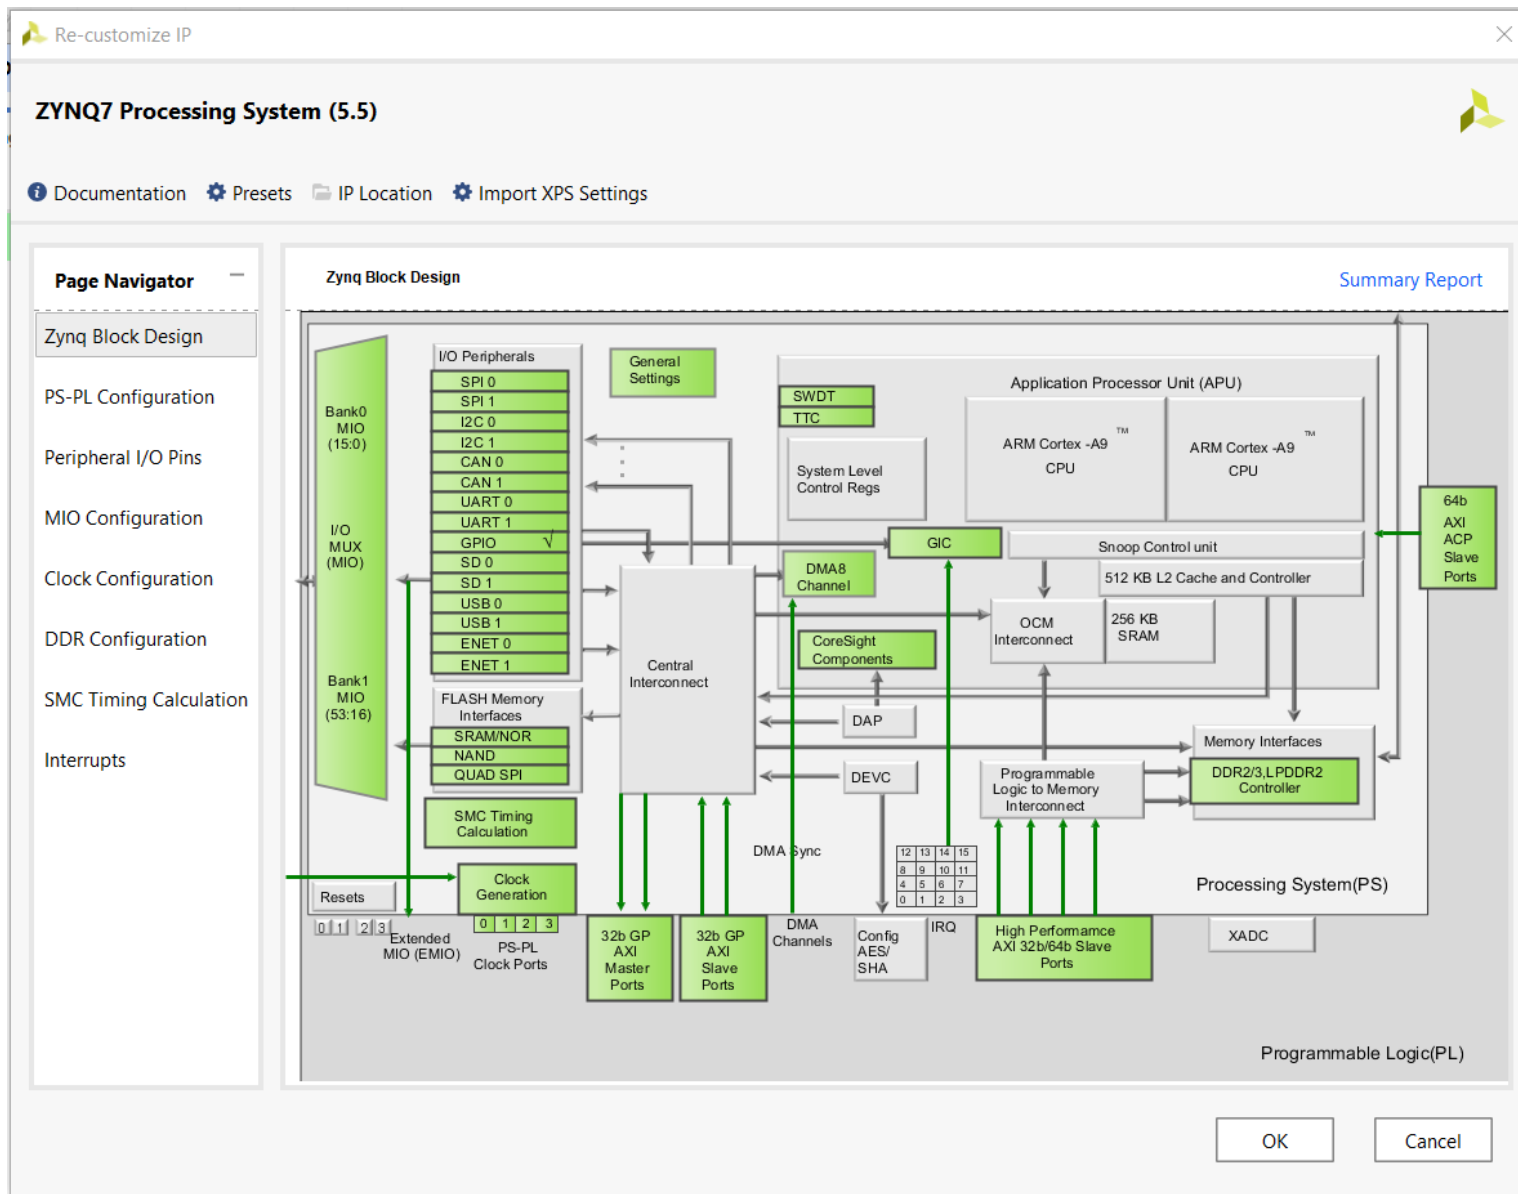 Re-customize IP
ZYNQ7 Processing System (5.5)
Documentation
Presets
IP Location
Import XPS Settings
Page Navigator
Zynq Block Design
PS-PL Configuration
Peripheral I/O Pins
MIO Configuration
Clock Configuration
DDR Configuration
SMC Timing Calculation
Interrupts
Zynq Block Design
Summary Report
Bank0
MIO
(15:0)
I/O
MUX
(MIO)
Bank1
MIO
(53:16)
I/O Peripherals
SPI 0
SPI 1
I2C 0
I2C 1
CAN 0
CAN 1
UART 0
UART 1
GPIO √
SD 0
SD 1
USB 0
USB 1
ENET 0
ENET 1
FLASH Memory
Interfaces
SRAM/NOR
NAND
QUAD SPI
SMC Timing
Calculation
Clock
Generation
0 1 2 3
PS-PL
Clock Ports
Resets
0 1 2 3
Extended
MIO (EMIO)
General
Settings
Central
Interconnect
32b GP
AXI
Master
Ports
32b GP
AXI
Slave
Ports
DMA Sync
DMA
Channels
Application Processor Unit (APU)
SWDT
TTC
System Level
Control Regs
ARM Cortex -A9 ™
CPU
ARM Cortex -A9 ™
CPU
GIC
Snoop Control unit
DMA8
Channel
512 KB L2 Cache and Controller
OCM
Interconnect
256 KB
SRAM
CoreSight
Components
DAP
DEVC
Config
AES/
SHA
12 13 14 15
8 9 10 11
4 5 6 7
0 1 2 3
IRQ
Programmable
Logic to Memory
Interconnect
Memory Interfaces
DDR2/3,LPDDR2
Controller
High Performamce
AXI 32b/64b Slave
Ports
64b
AXI
ACP
Slave
Ports
Processing System(PS)
XADC
Programmable Logic(PL)
OK
Cancel